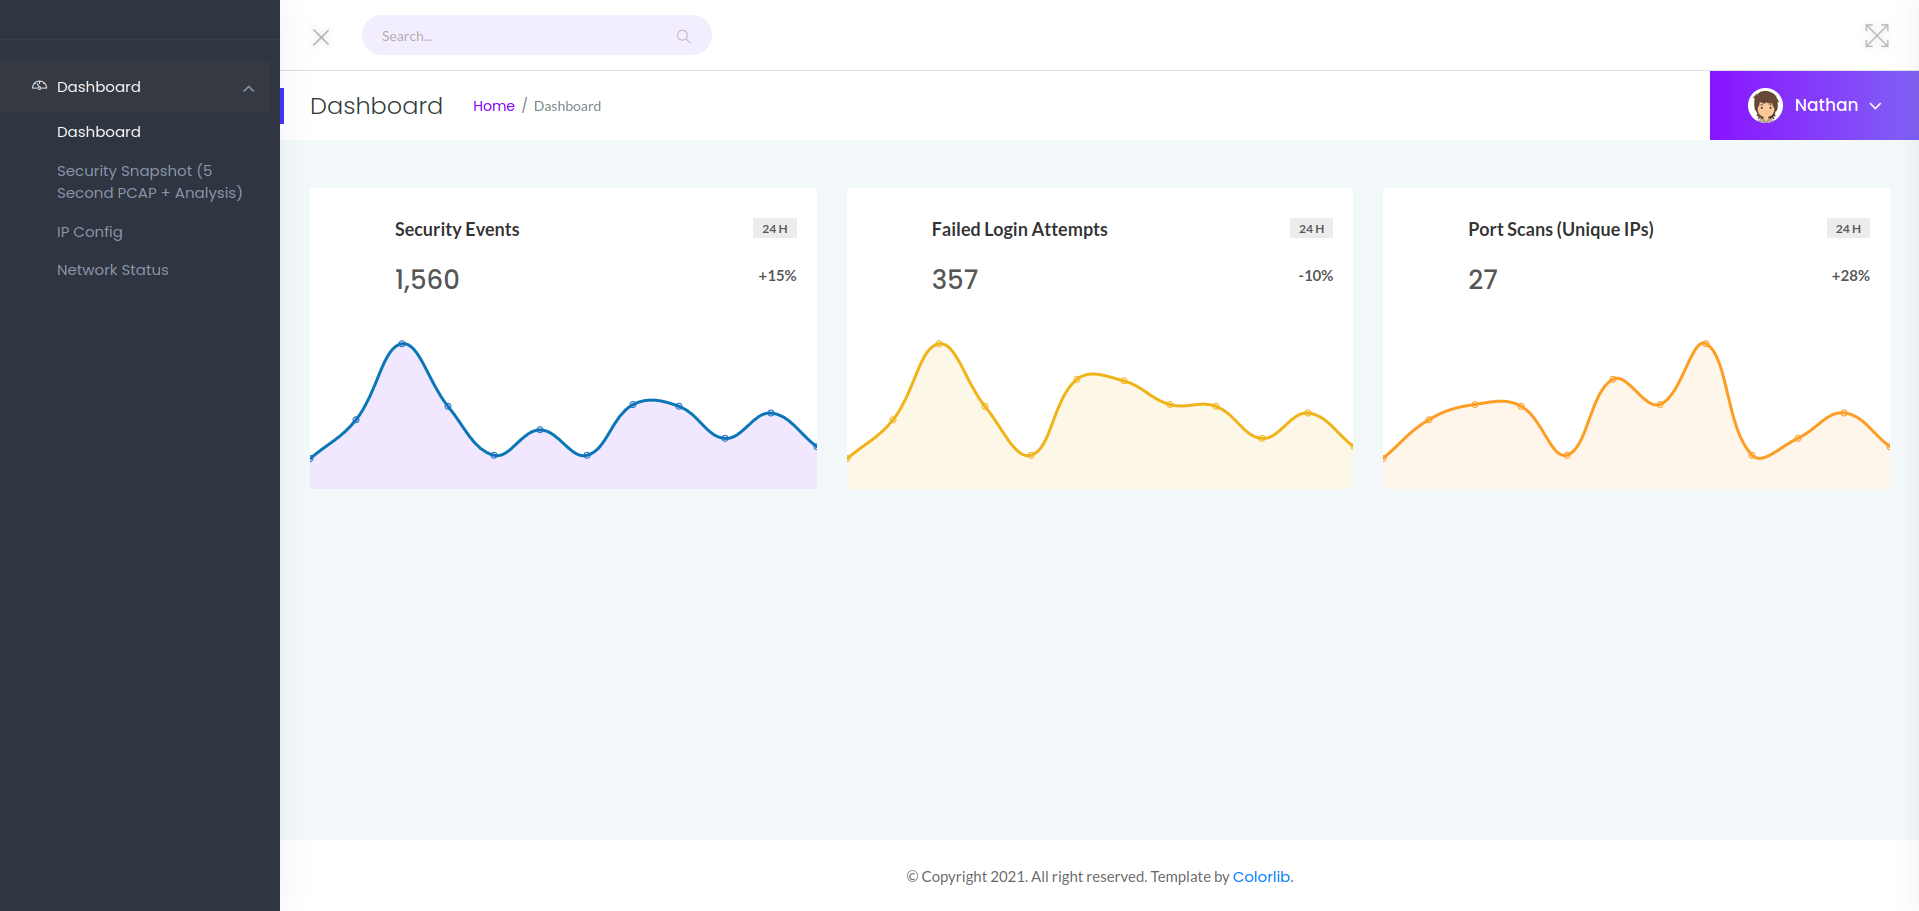 Search...
Dashboard
Dashboard
Security Snapshot (5
Second PCAP + Analysis)
IP Config
Network Status
Dashboard
Home / Dashboard
Nathan
Security Events
24 H
1,560
+15%
Failed Login Attempts
24 H
357
-10%
Port Scans (Unique IPs)
24 H
27
+28%
© Copyright 2021. All right reserved. Template by Colorlib.